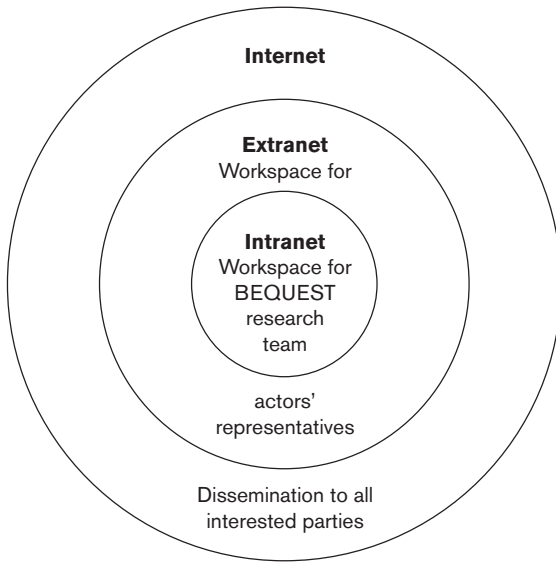 Internet
Extranet
Workspace for
Intranet
Workspace for
BEQUEST
research
team
actors’
representatives
Dissemination to all
interested parties